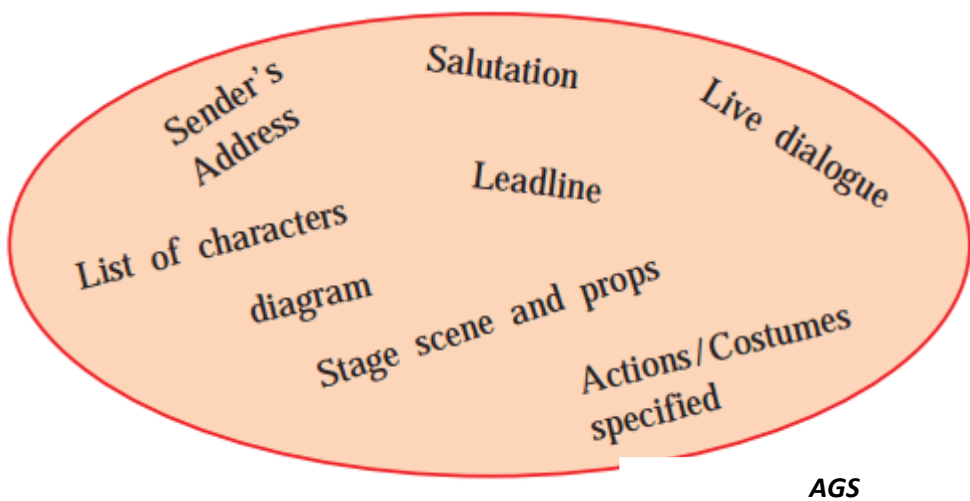 Sender's
Address
Salutation
Live dialogue
Leadline
List of characters
diagram
Stage scene and props
Actions/Costumes
specified
AGS